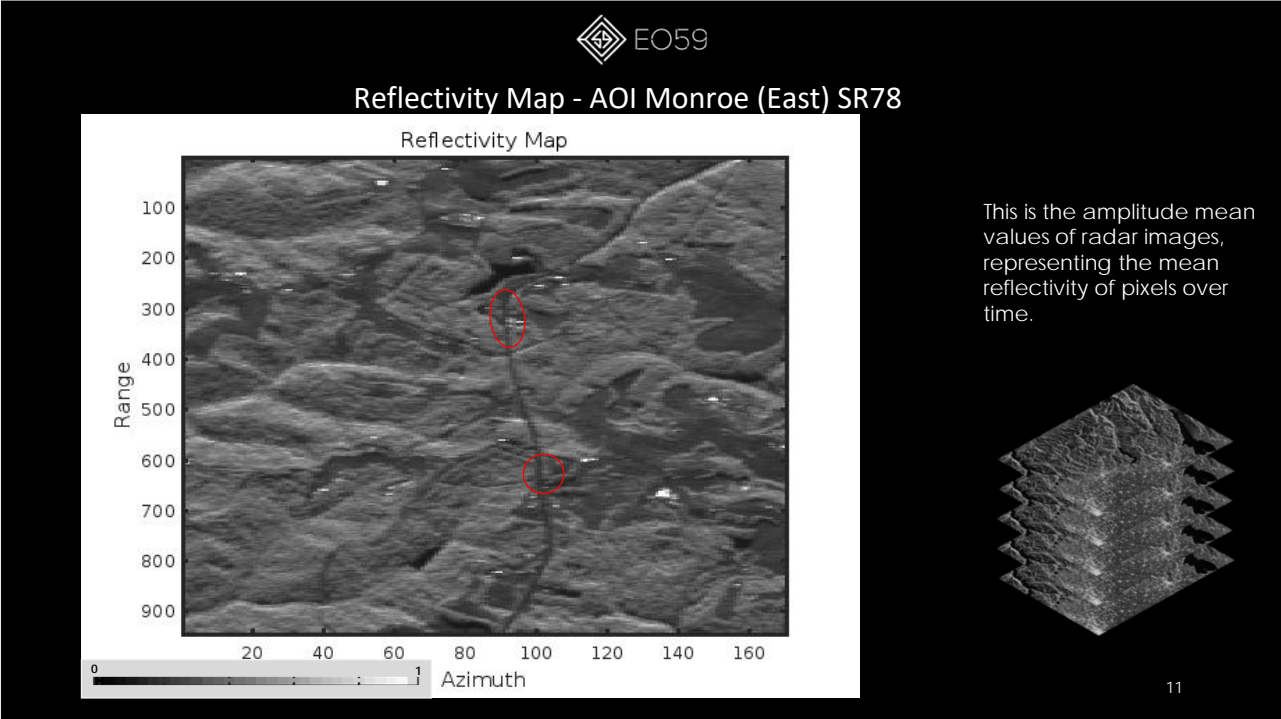 EO59
Reflectivity Map - AOI Monroe (East) SR78
Reflectivity Map
Range
100
200
300
400
500
600
700
800
900
20 40 60 80 100 120 140 160
Azimuth
0 1
This is the amplitude mean
values of radar images,
representing the mean
reflectivity of pixels over
time.
11